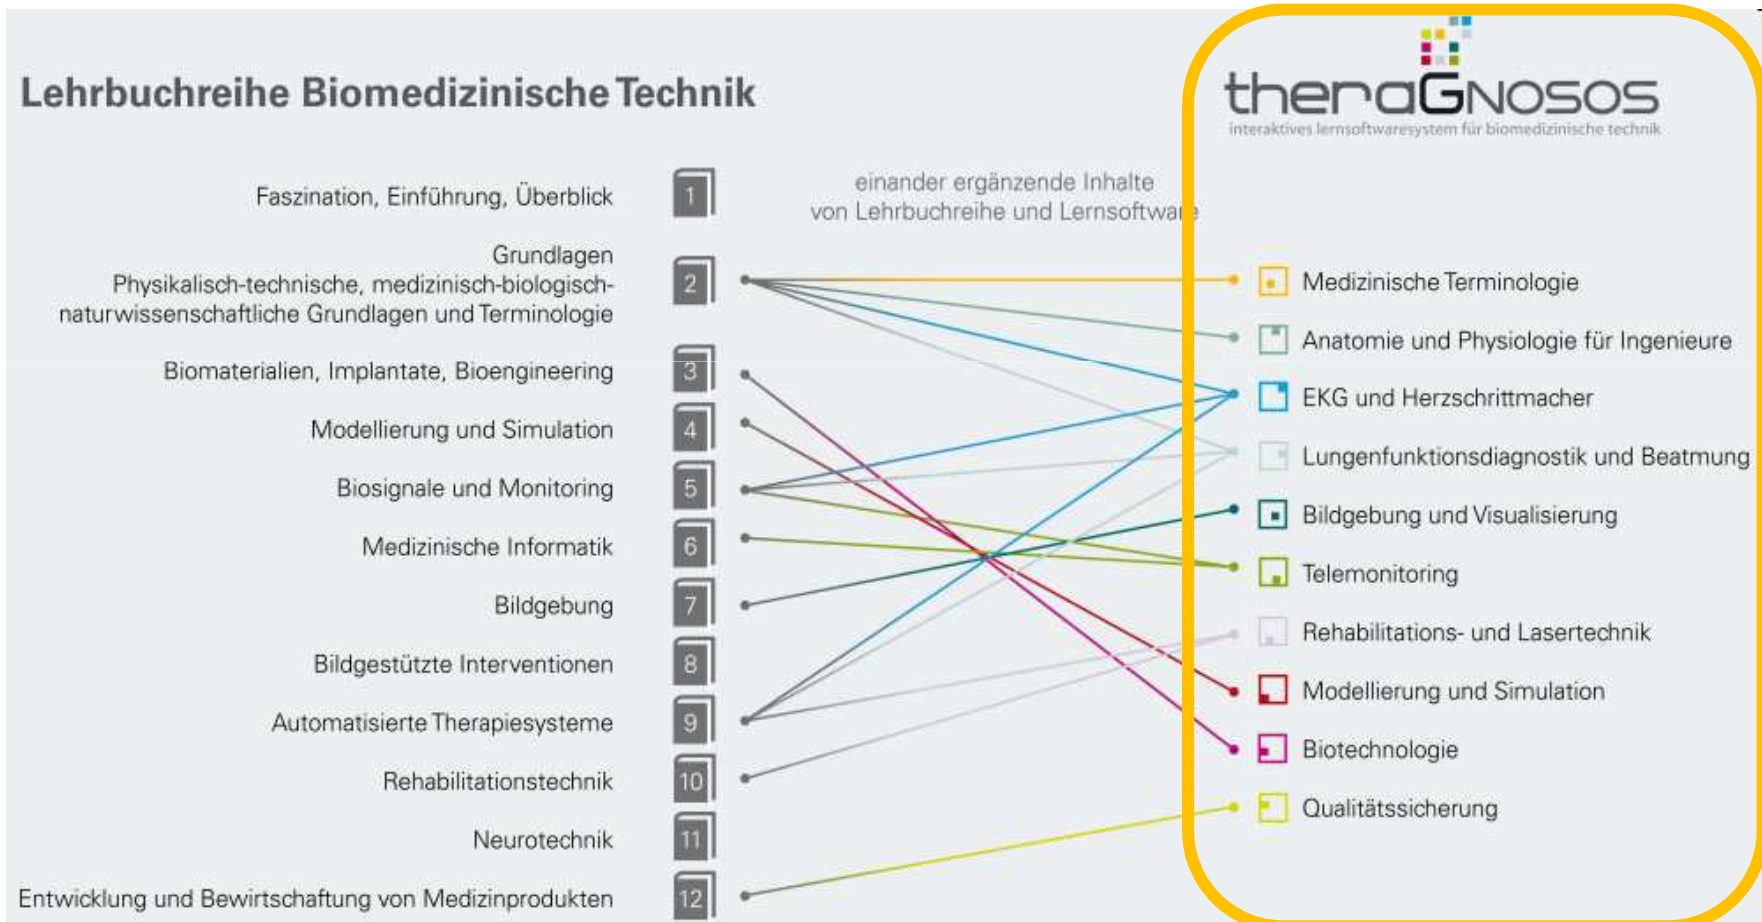 Lehrbuchreihe Biomedizinische Technik
theraGnosos
interaktives lernsoftwaresystem für biomedizinische technik
einander ergänzende Inhalte
von Lehrbuchreihe und Lernsoftware
Faszination, Einführung, Überblick 1
Grundlagen
Physikalisch-technische, medizinisch-biologisch-
naturwissenschaftliche Grundlagen und Terminologie 2
Biomaterialien, Implantate, Bioengineering 3
Modellierung und Simulation 4
Biosignale und Monitoring 5
Medizinische Informatik 6
Bildgebung 7
Bildgestützte Interventionen 8
Automatisierte Therapiesysteme 9
Rehabilitationstechnik 10
Neurotechnik 11
Entwicklung und Bewirtschaftung von Medizinprodukten 12
Medizinische Terminologie
Anatomie und Physiologie für Ingenieure
EKG und Herzschrittmacher
Lungenfunktionsdiagnostik und Beatmung
Bildgebung und Visualisierung
Telemonitoring
Rehabilitations- und Lasertechnik
Modellierung und Simulation
Biotechnologie
Qualitätssicherung